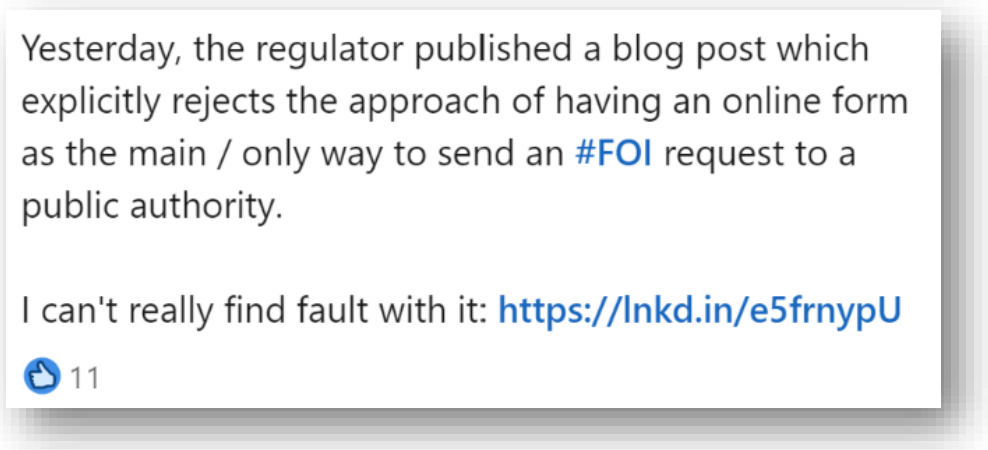 Yesterday, the regulator published a blog post which
explicitly rejects the approach of having an online form
as the main / only way to send an #FOI request to a
public authority.
I can't really find fault with it: https://lnkd.in/e5frnypU
11